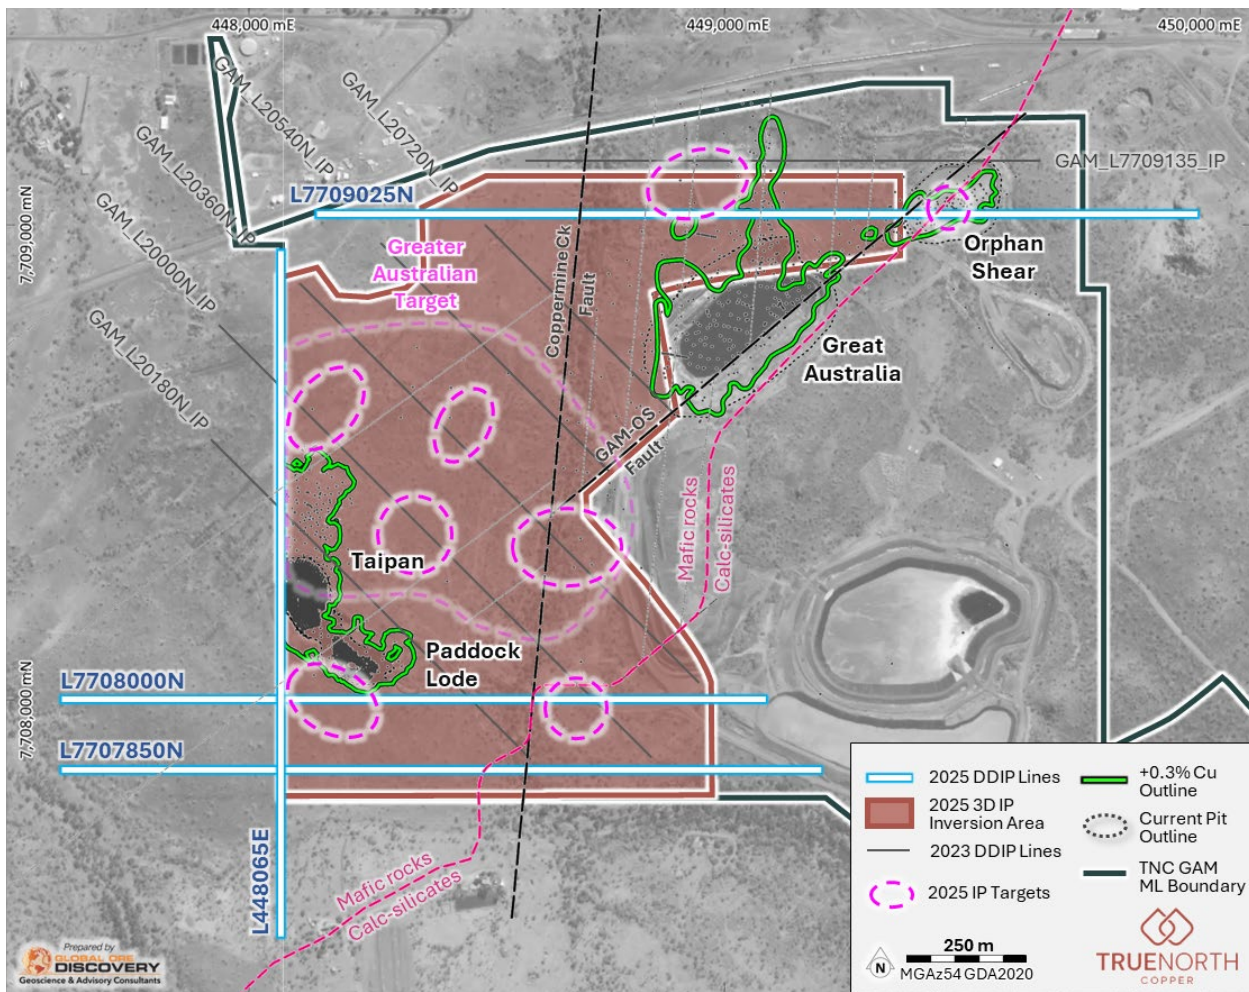 448,000 mE
449,000 mE
450,000 mE
7,709,000 mN
7,708,000 mN
GAM_L20540N_IP
GAM_L20720N_IP
GAM_L20360N_IP
GAM_L20000N_IP
GAM_L20180N_IP
GAM_L7709135_IP
L7709025N
Greater
Australian
Target
CoppermineCk
Fault
Orphan
Shear
Great
Australia
GAM-OS
Fault
Mafic rocks
Calc-silicates
Taipan
Paddock
Lode
L7708000N
L7707850N
L448065E
Mafic rocks
Calc-silicates
2025 DDIP Lines
2025 3D IP
Inversion Area
2023 DDIP Lines
2025 IP Targets
+0.3% Cu
Outline
Current Pit
Outline
TNC GAM
ML Boundary
N
250 m
MGAz54 GDA2020
TRUENORTH
COPPER
Prepared by
GLOBAL ORE
DISCOVERY
Geoscience & Advisory Consultants